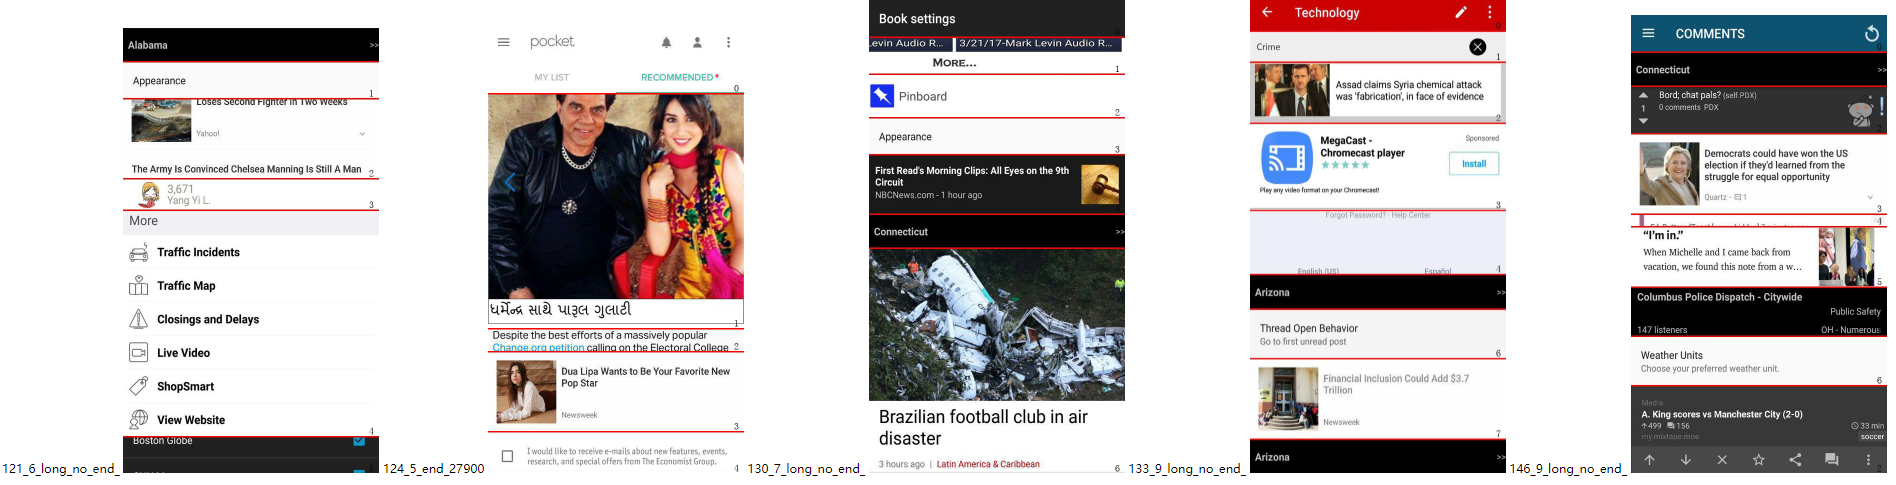 Alabama >>
Appearance
1
Loses Second Fighter in Two Weeks
Yahoo!
The Army Is Convinced Chelsea Manning Is Still A Man
2
3,671
Yang Yi L.
3
More
Traffic Incidents
Traffic Map
Closings and Delays
Live Video
ShopSmart
View Website
4
Boston Globe
121_6_long_no_end_
pocket
MY LIST RECOMMENDED
0
ધર્મેન્દ્ર સાથે પારૂલ ગુલાટી
1
Despite the best efforts of a massively popular
Change.org petition calling on the Electoral College
2
Dua Lipa Wants to Be Your Favorite New
Pop Star
Newsweek
3
I would like to receive e-mails about new features, events,
research, and special offers from The Economist Group.
4
124_5_end_27900
Book settings
Levin Audio R... 3/21/17-Mark Levin Audio R...
MORE...
1
Pinboard
2
Appearance
3
First Read's Morning Clips: All Eyes on the 9th
Circuit
NBCNews.com - 1 hour ago
Connecticut >>
Brazilian football club in air
disaster
3 hours ago | Latin America & Caribbean
6
130_7_long_no_end_
Technology
Crime
1
Assad claims Syria chemical attack
was 'fabrication', in face of evidence
2
MegaCast -
Chromecast player
Sponsored
Install
Play any video format on your Chromecast!
3
Forgot Password? · Help Center
English (US) Español
4
Arizona >>
Thread Open Behavior
Go to first unread post
6
Financial Inclusion Could Add $3.7
Trillion
Newsweek
7
Arizona >>
133_9_long_no_end_
COMMENTS
Connecticut >>
Bord; chat pals? (self.PDX)
1 0 comments PDX
Democrats could have won the US
election if they'd learned from the
struggle for equal opportunity
Quartz - 1
3
4
“I'm in.”
When Michelle and I came back from
vacation, we found this note from a w...
5
Columbus Police Dispatch - Citywide
Public Safety
147 listeners OH - Numerous
Weather Units
Choose your preferred weather unit.
6
Media
A. King scores vs Manchester City (2-0)
499 156 33 min
my.mixtape.moe soccer
146_9_long_no_end_